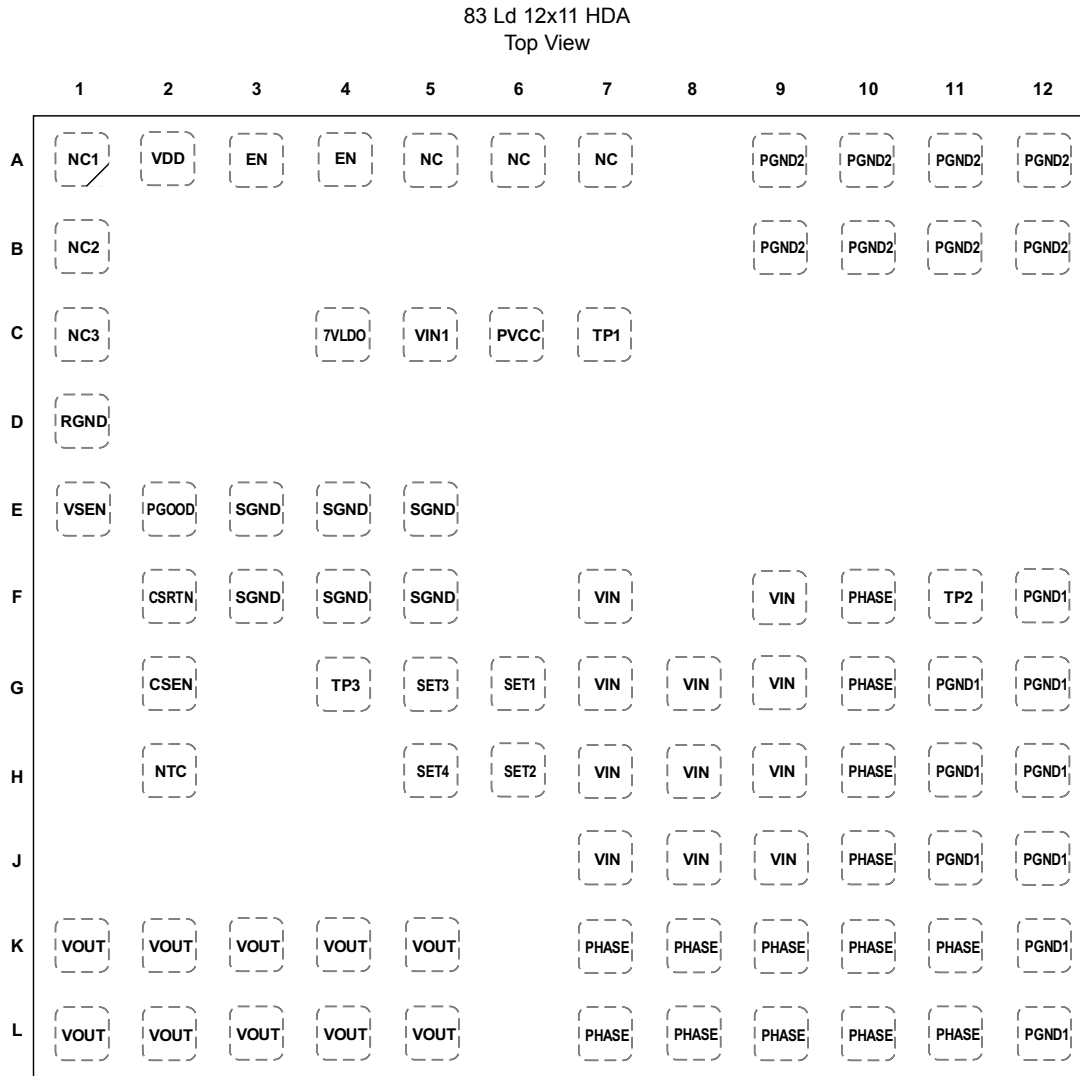 83 Ld 12x11 HDA
Top View
1 2 3 4 5 6 7 8 9 10 11 12
A NC1 VDD EN EN NC NC NC PGND2 PGND2 PGND2 PGND2
B NC2 PGND2 PGND2 PGND2 PGND2
C NC3 7VLDO VIN1 PVCC TP1
D RGND
E VSEN PGOOD SGND SGND SGND
F CSRTN SGND SGND SGND VIN VIN PHASE TP2 PGND1
G CSEN TP3 SET3 SET1 VIN VIN VIN PHASE PGND1 PGND1
H NTC SET4 SET2 VIN VIN VIN PHASE PGND1 PGND1
J VIN VIN VIN PHASE PGND1 PGND1
K VOUT VOUT VOUT VOUT VOUT PHASE PHASE PHASE PHASE PHASE PGND1
L VOUT VOUT VOUT VOUT VOUT PHASE PHASE PHASE PHASE PHASE PGND1